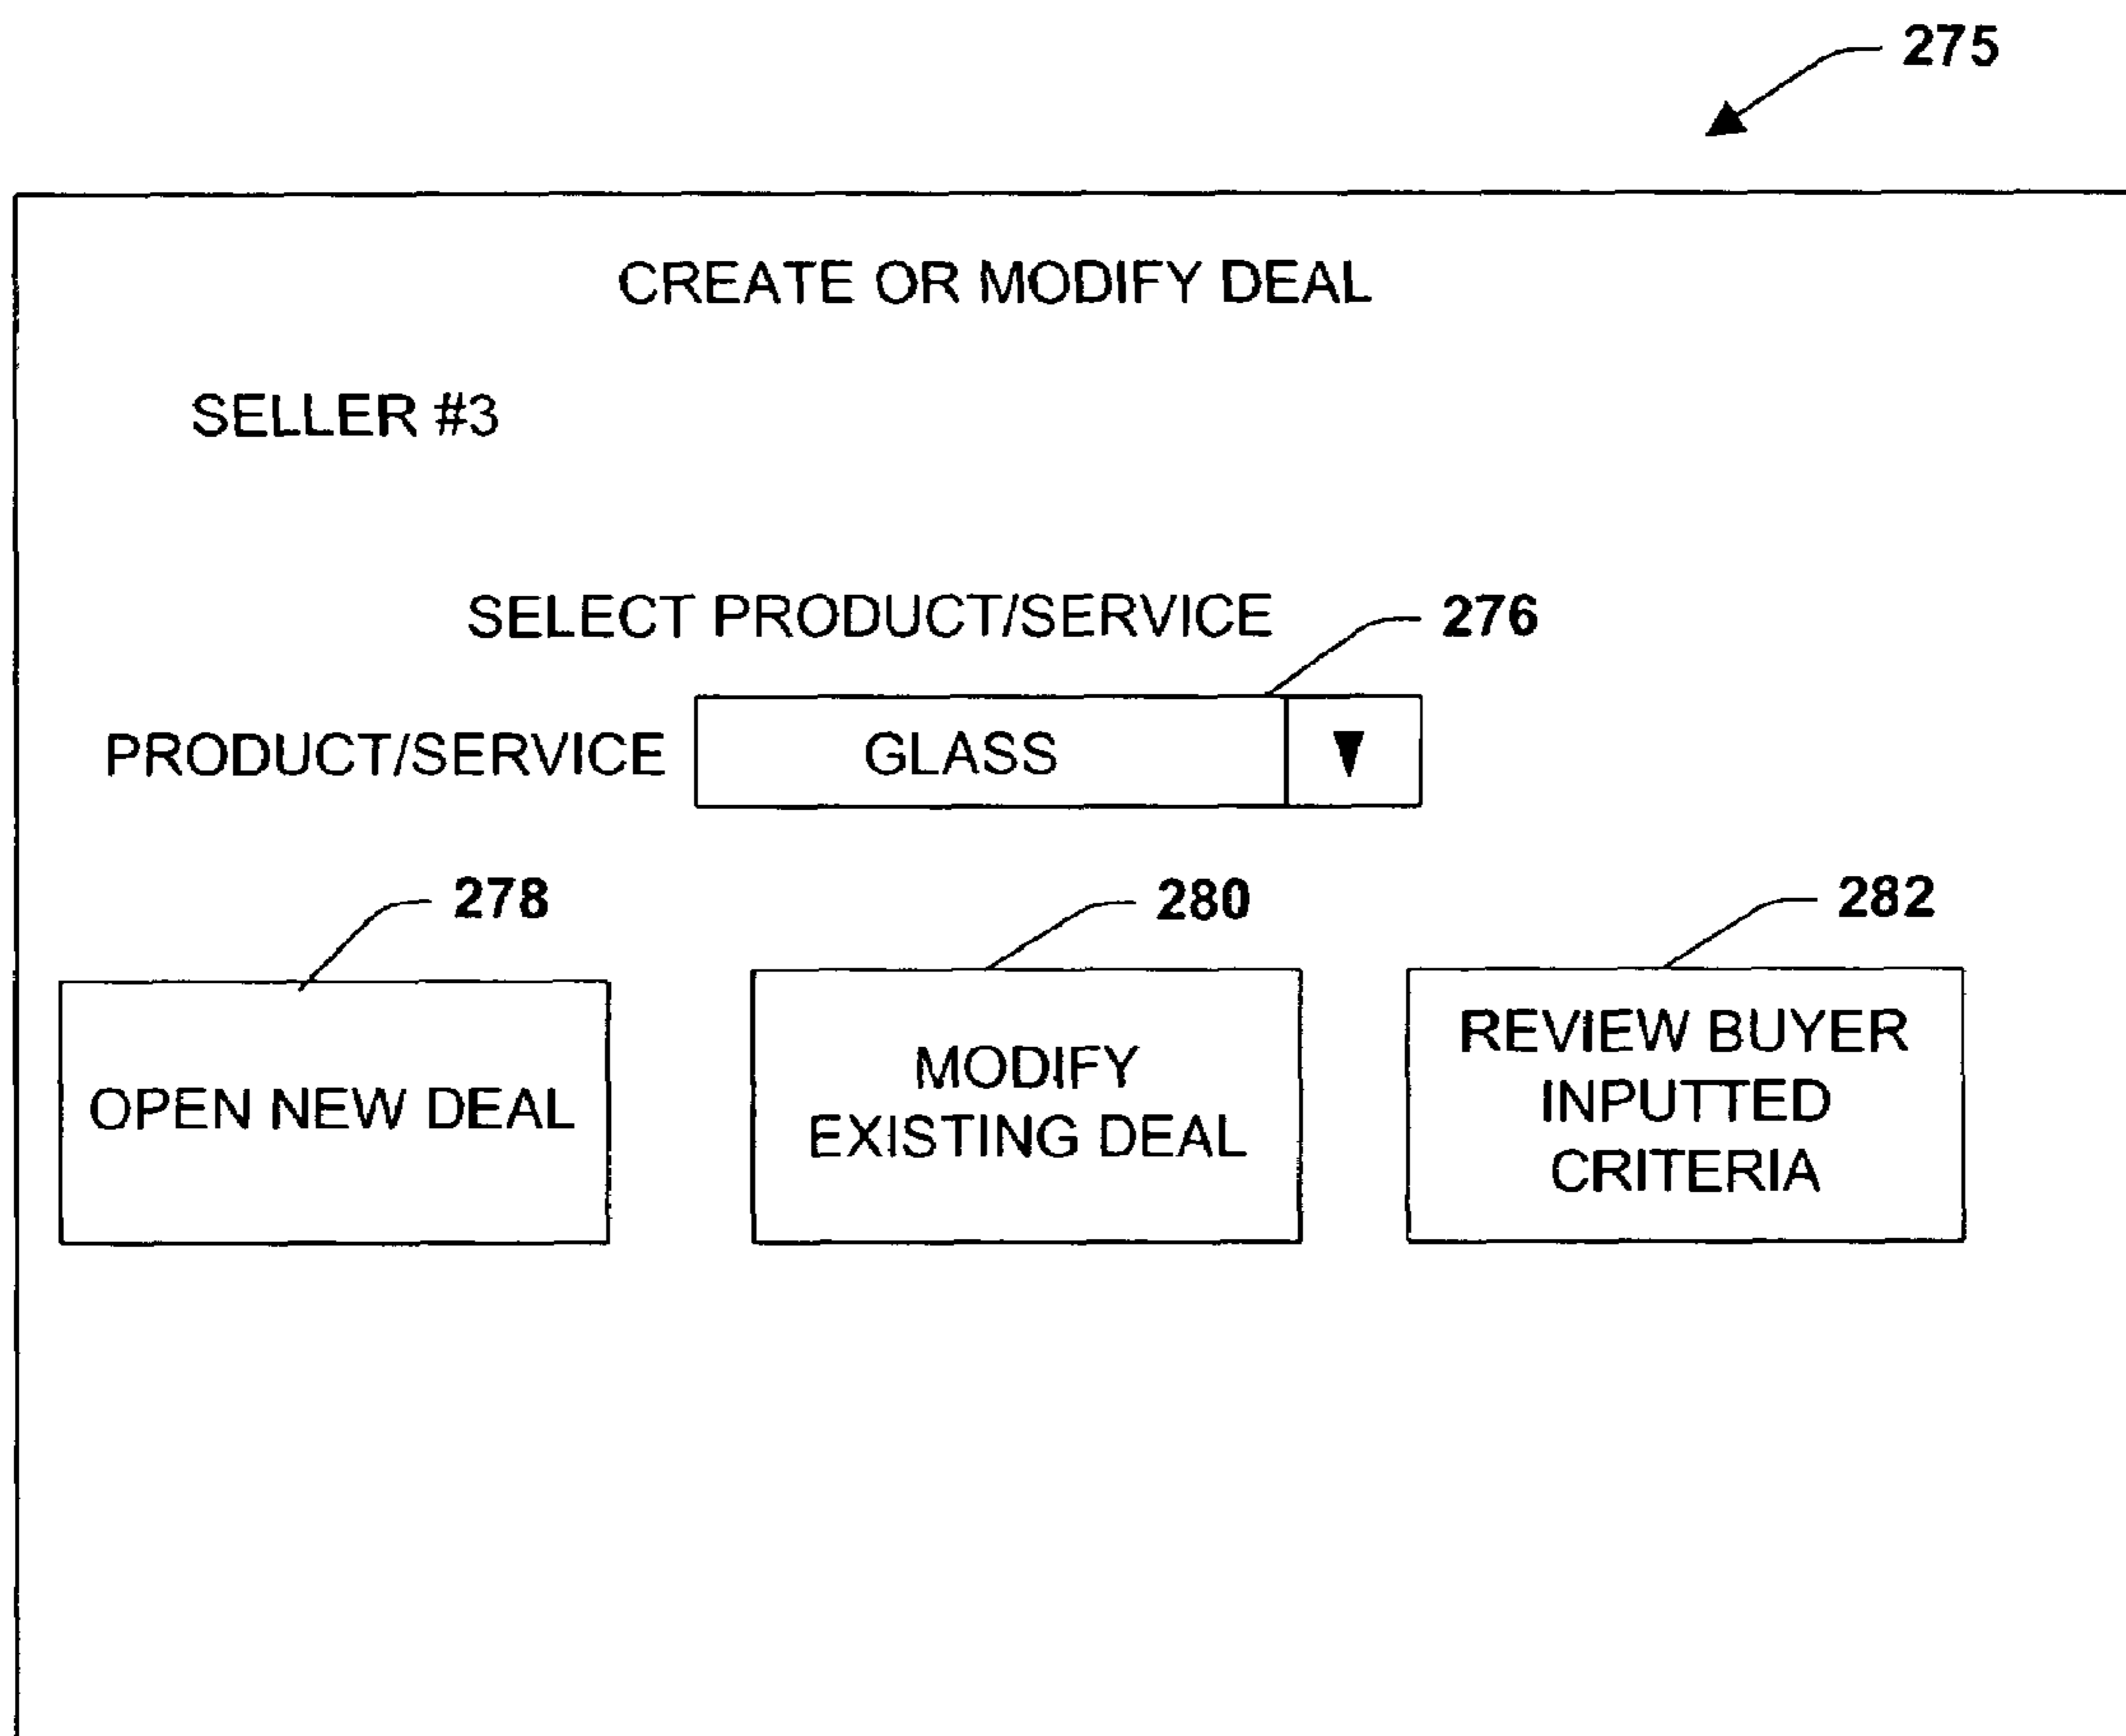 275
CREATE OR MODIFY DEAL
SELLER #3
SELECT PRODUCT/SERVICE
276
PRODUCT/SERVICE
GLASS
278
280
282
OPEN NEW DEAL
MODIFY
EXISTING DEAL
REVIEW BUYER
INPUTTED
CRITERIA